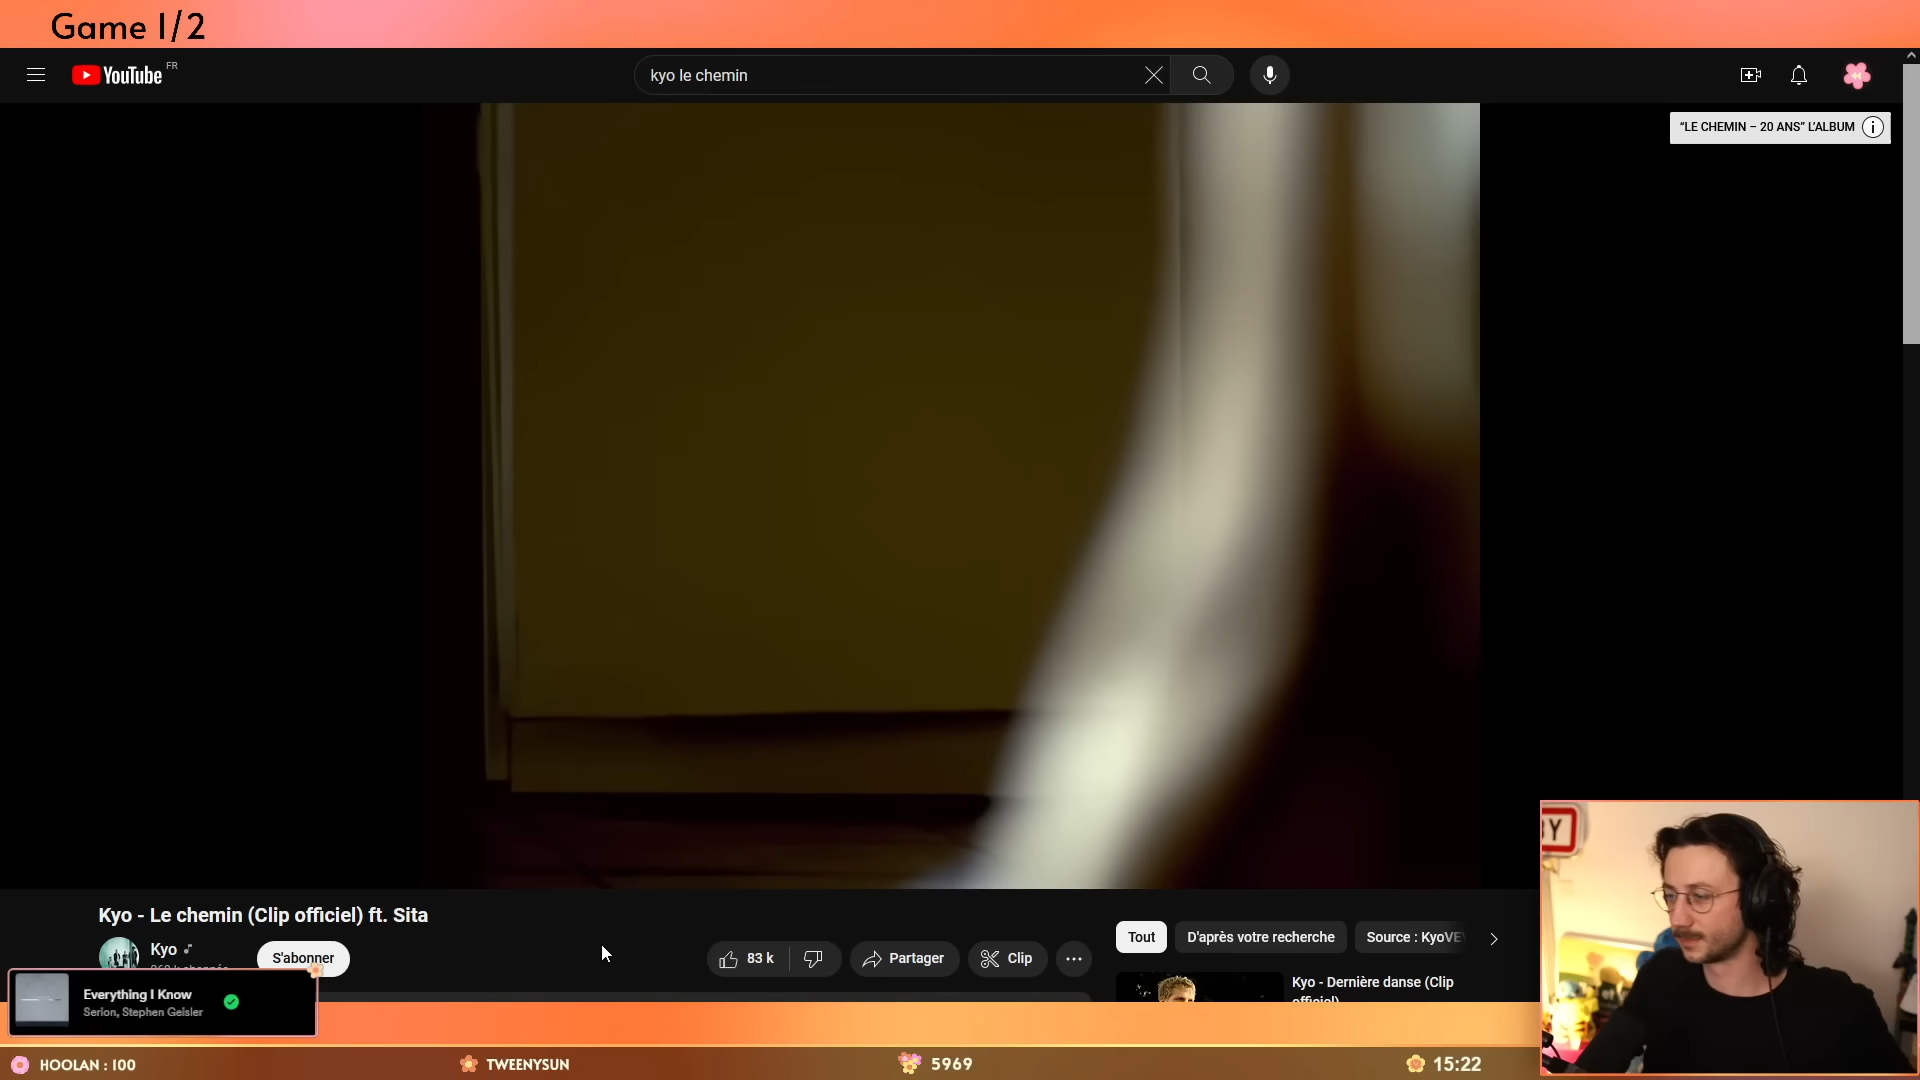 Game 1/2
YouTube FR
kyo le chemin
"LE CHEMIN – 20 ANS" L'ALBUM
Kyo - Le chemin (Clip officiel) ft. Sita
Kyo
S'abonner
83 k
Partager
Clip
Tout
D'après votre recherche
Source : KyoVE
Kyo - Dernière danse (Clip
officiel)
Everything I Know
Serion, Stephen Geisler
BY
HOOLAN : 100
TWEENYSUN
5969
15:22